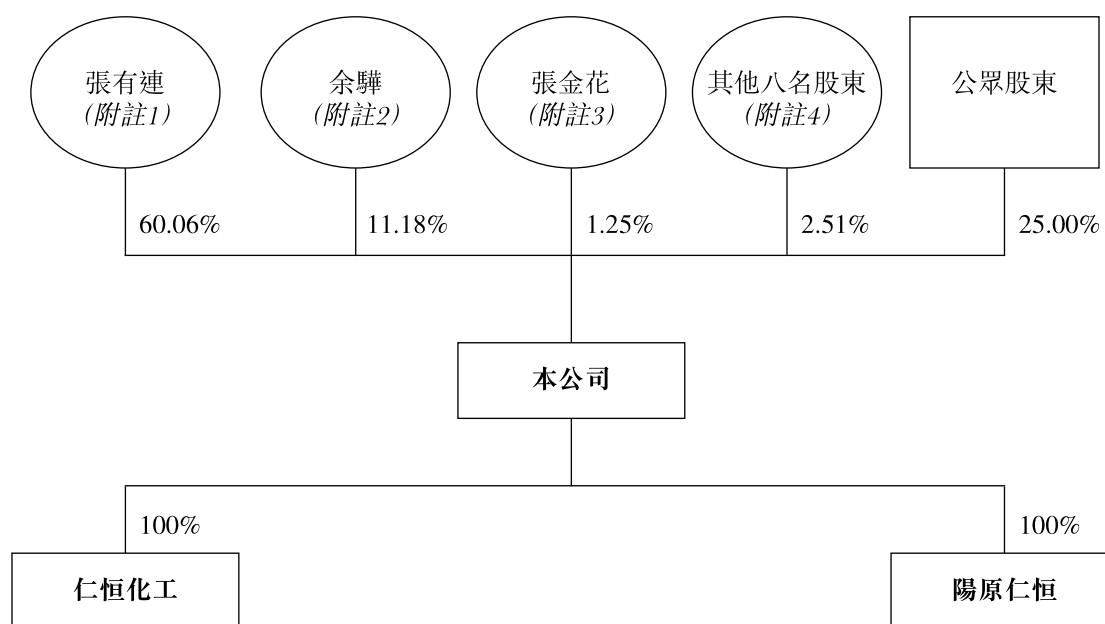 張有連
(附註1)
余驊
(附註2)
張金花
(附註3)
其他八名股東
(附註4)
公眾股東
60.06%
11.18%
1.25%
2.51%
25.00%
本公司
100%
100%
仁恒化工
陽原仁恒